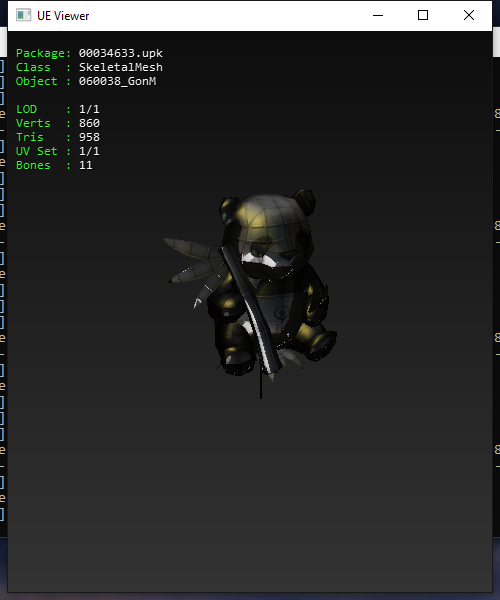 UE Viewer
Package: 00034633.upk
Class : SkeletalMesh
Object : 060038_GonM
LOD : 1/1
Verts : 860
Tris : 958
UV Set : 1/1
Bones : 11